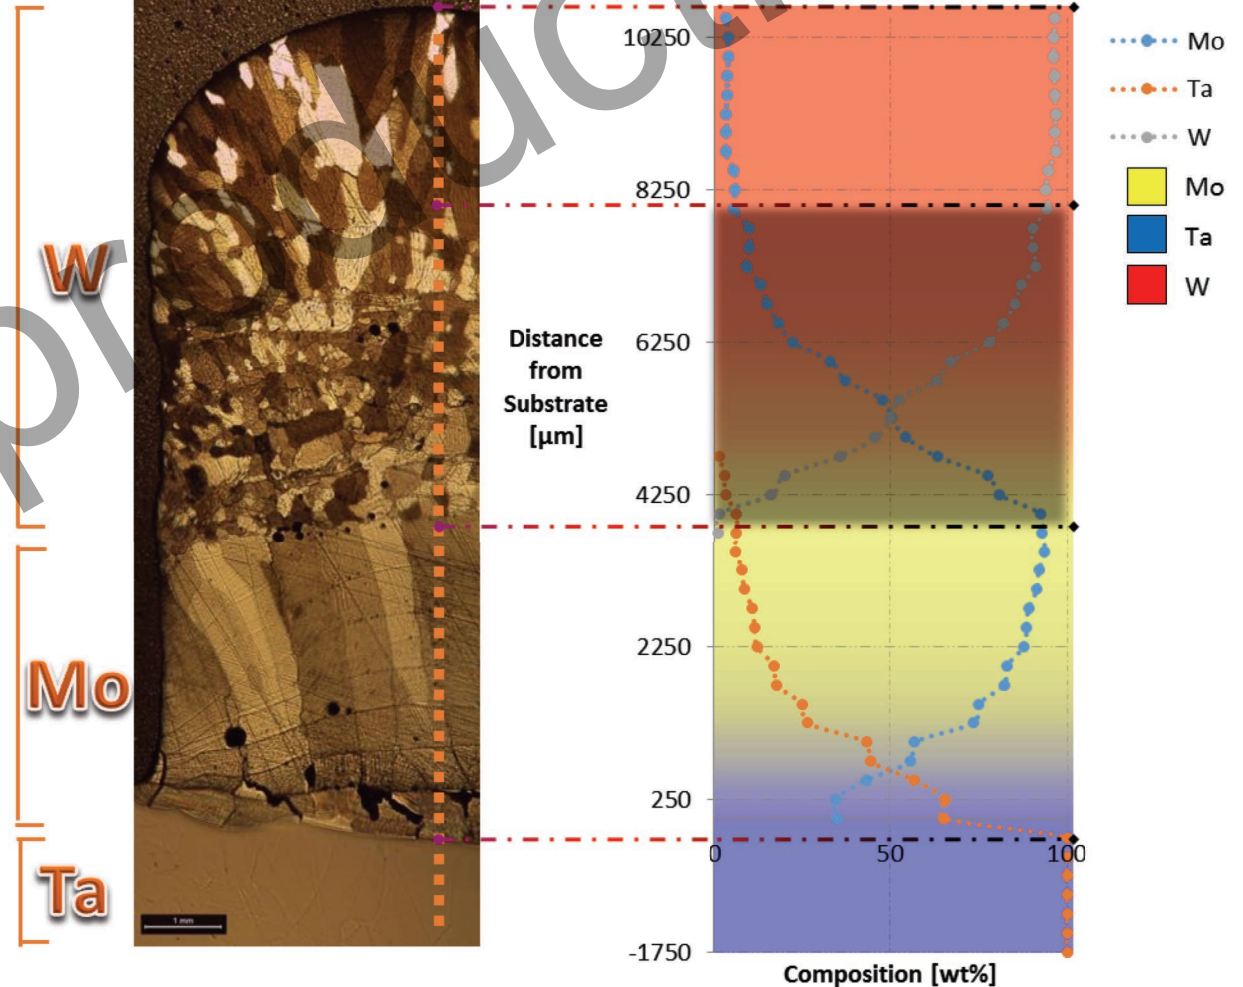 W
Mo
Ta
1 mm
Distance
from
Substrate
[µm]
10250
8250
6250
4250
2250
250
-1750
0 50 100
Composition [wt%]
Mo
Ta
W
Mo
Ta
W